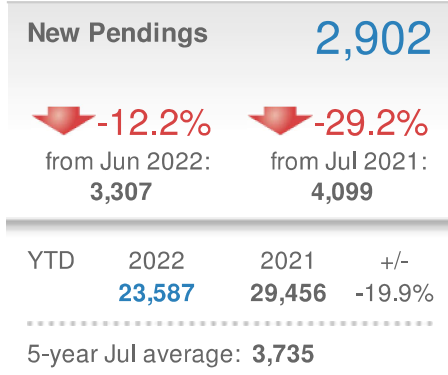 New Pendings 2,902
-12.2% -29.2%
from Jun 2022: from Jul 2021:
3,307 4,099
YTD 2022 2021 +/-
23,587 29,456 -19.9%
5-year Jul average: 3,735